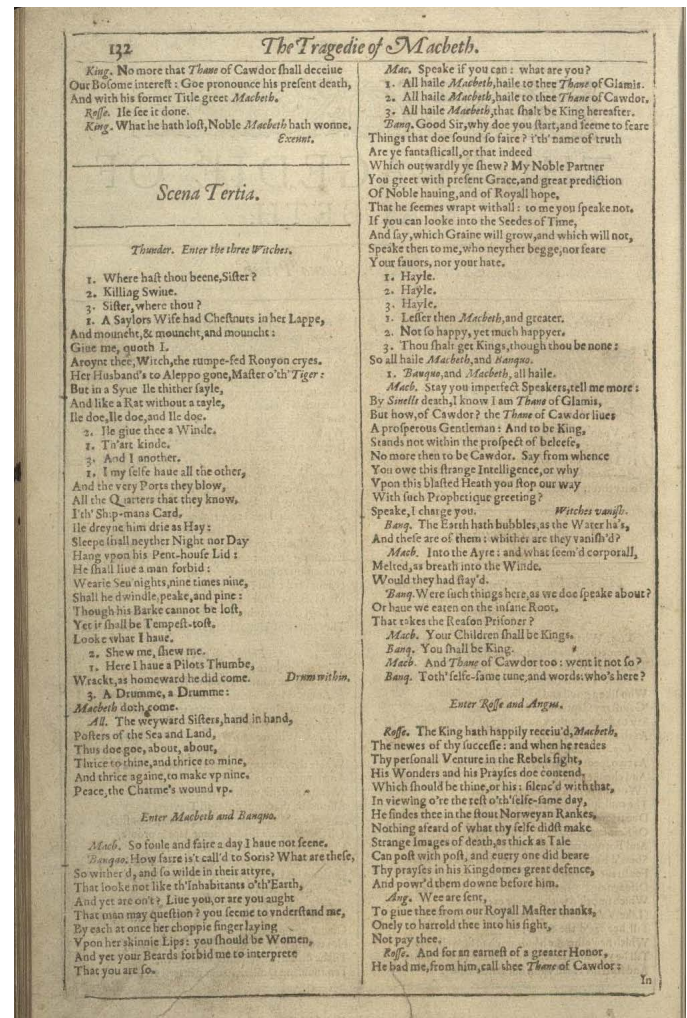 132
The Tragedie of Macbeth.
King. No more that Thane of Cawdor ſhall deceiue
Our Boſome intereſt : Goe pronounce his preſent death,
And with his former Title greet Macbeth.
Roſſe. Ile ſee it done.
King. What he hath loſt, Noble Macbeth hath wonne.
Exeunt.
Scena Tertia.
Thunder. Enter the three Witches.
1. Where haſt thou beene, Siſter ?
2. Killing Swine.
3. Siſter, where thou ?
1. A Saylors Wife had Cheſtnuts in her Lappe,
And mouncht, & mouncht, and mouncht :
Giue me, quoth I.
Aroynt thee, Witch, the rumpe-fed Ronyon cryes.
Her Husband's to Aleppo gone, Maſter o'th' Tiger :
But in a Syue Ile thither ſayle,
And like a Rat without a tayle,
Ile doe, Ile doe, and Ile doe.
2. Ile giue thee a Winde.
1. Th'art kinde.
3. And I another.
1. I my ſelfe haue all the other,
And the very Ports they blow,
All the Quarters that they know,
I'th' Ship-mans Card.
Ile dreyne him drie as Hay :
Sleepe ſhall neyther Night nor Day
Hang vpon his Pent-houſe Lid :
He ſhall liue a man forbid :
Wearie Seu'nights, nine times nine,
Shall he dwindle, peake, and pine :
Though his Barke cannot be loſt,
Yet it ſhall be Tempeſt-toſt.
Looke what I haue.
2. Shew me, ſhew me.
1. Here I haue a Pilots Thumbe,
Wrackt, as homeward he did come. Drum within.
3. A Drumme, a Drumme :
Macbeth doth come.
All. The weyward Siſters, hand in hand,
Poſters of the Sea and Land,
Thus doe goe, about, about,
Thrice to thine, and thrice to mine,
And thrice againe, to make vp nine.
Peace, the Charme's wound vp.
Enter Macbeth and Banquo.
Macb. So foule and faire a day I haue not ſeene.
Banquo. How farre is't call'd to Soris? What are theſe,
So wither'd, and ſo wilde in their attyre,
That looke not like th'Inhabitants o'th'Earth,
And yet are on't? Liue you, or are you aught
That man may queſtion ? you ſeeme to vnderſtand me,
By each at once her choppie finger laying
Vpon her skinnie Lips : you ſhould be Women,
And yet your Beards forbid me to interprete
That you are ſo.
Mac. Speake if you can : what are you?
1. All haile Macbeth, haile to thee Thane of Glamis.
2. All haile Macbeth, haile to thee Thane of Cawdor.
3. All haile Macbeth, that ſhalt be King hereafter.
Banq. Good Sir, why doe you ſtart, and ſeeme to feare
Things that doe ſound ſo faire ? i'th' name of truth
Are ye fantaſticall, or that indeed
Which outwardly ye ſhew? My Noble Partner
You greet with preſent Grace, and great prediction
Of Noble hauing, and of Royall hope,
That he ſeemes wrapt withall : to me you ſpeake not.
If you can looke into the Seedes of Time,
And ſay, which Graine will grow, and which will not,
Speake then to me, who neyther begge, nor feare
Your fauors, nor your hate.
1. Hayle.
2. Hayle.
3. Hayle.
1. Leſſer then Macbeth, and greater.
2. Not ſo happy, yet much happyer.
3. Thou ſhalt get Kings, though thou be none :
So all haile Macbeth, and Banquo.
1. Banquo, and Macbeth, all haile.
Macb. Stay you imperfect Speakers, tell me more :
By Sinells death, I know I am Thane of Glamis,
But how, of Cawdor? the Thane of Cawdor liues
A proſperous Gentleman : And to be King,
Stands not within the proſpect of beleefe,
No more then to be Cawdor. Say from whence
You owe this ſtrange Intelligence, or why
Vpon this blaſted Heath you ſtop our way
With ſuch Prophetique greeting ?
Speake, I charge you. Witches vaniſh.
Banq. The Earth hath bubbles, as the Water ha's,
And theſe are of them : whither are they vaniſh'd?
Macb. Into the Ayre : and what ſeem'd corporall,
Melted, as breath into the Winde.
Would they had ſtay'd.
Banq. Were ſuch things here, as we doe ſpeake about?
Or haue we eaten on the inſane Root,
That takes the Reaſon Priſoner ?
Macb. Your Children ſhall be Kings.
Banq. You ſhall be King.
Macb. And Thane of Cawdor too : went it not ſo?
Banq. Toth' ſelfe-ſame tune, and words : who's here?
Enter Roſſe and Angus.
Roſſe. The King hath happily receiu'd, Macbeth,
The newes of thy ſucceſſe : and when he reades
Thy perſonall Venture in the Rebels ſight,
His Wonders and his Prayſes doe contend,
Which ſhould be thine, or his : ſilenc'd with that,
In viewing o're the reſt o'th'ſelfe-ſame day,
He findes thee in the ſtout Norweyan Rankes,
Nothing afeard of what thy ſelfe didſt make
Strange Images of death, as thick as Tale
Can poſt with poſt, and euery one did beare
Thy prayſes in his Kingdomes great defence,
And powr'd them downe before him.
Ang. Wee are ſent,
To giue thee from our Royall Maſter thanks,
Onely to harrold thee into his ſight,
Not pay thee.
Roſſe. And for an earneſt of a greater Honor,
He bad me, from him, call thee Thane of Cawdor :
In